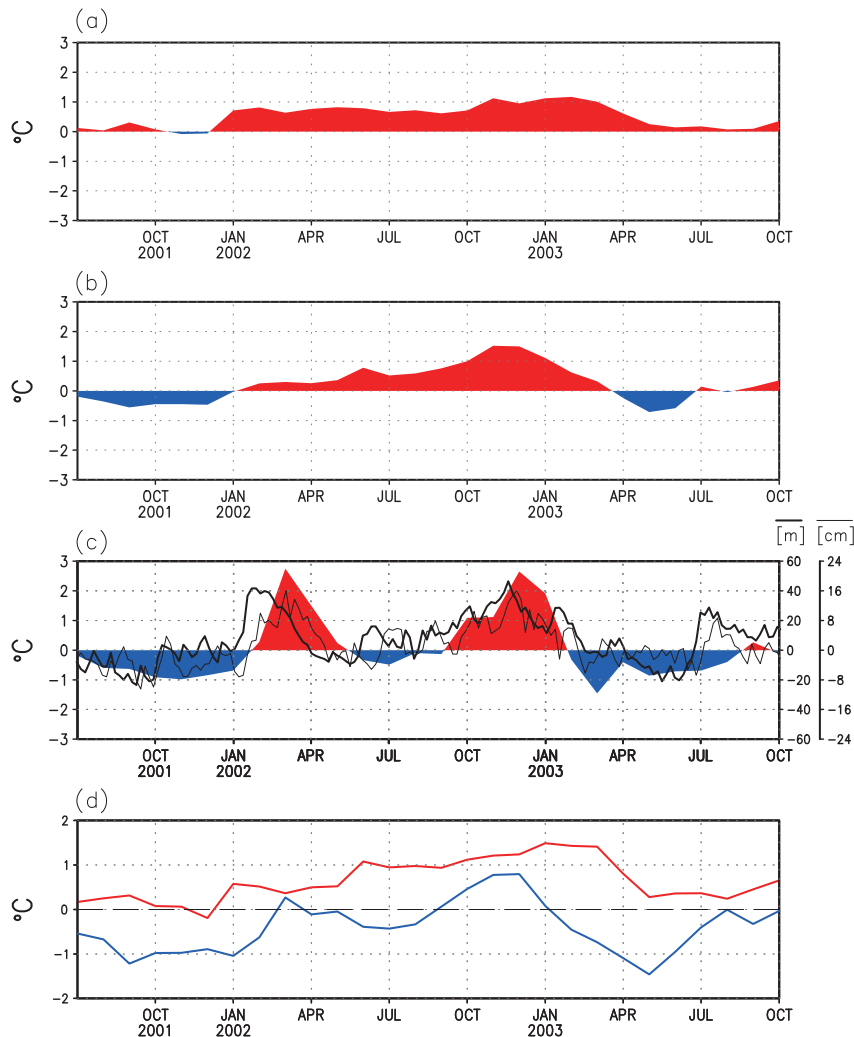 (a)
3
2
1
0
−1
−2
−3
°C
OCT JAN APR JUL OCT JAN APR JUL OCT
2001 2002 2003
(b)
3
2
1
0
−1
−2
−3
°C
OCT JAN APR JUL OCT JAN APR JUL OCT
2001 2002 2003
(c)
[m] [cm]
3 60 24
2 40 16
1 20 8
0 0 0
−1 −20 −8
−2 −40 −16
−3 −60 −24
°C
OCT JAN APR JUL OCT JAN APR JUL OCT
2001 2002 2003
(d)
2
1
0
−1
−2
°C
OCT JAN APR JUL OCT JAN APR JUL OCT
2001 2002 2003